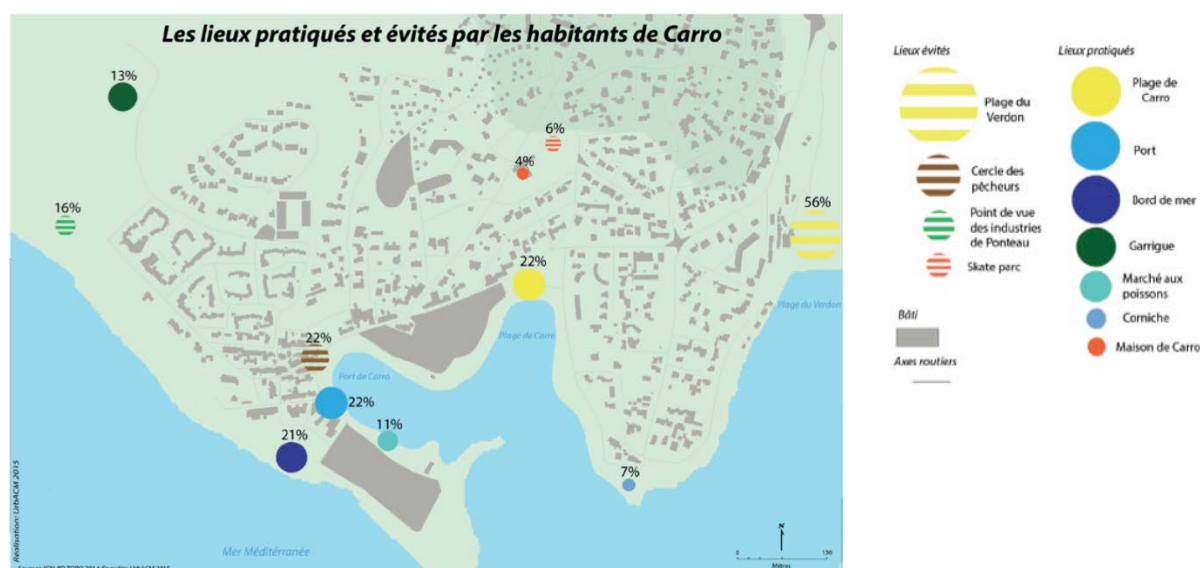 Les lieux pratiqués et évités par les habitants de Carro
13%
6%
4%
16%
56%
22%
Plage du Verdon
Plage de Carro
22%
Port de Carro
22%
11%
21%
7%
Mer Méditérranée
N
0
150
Mètres
Réalisation: UrbACM 2015
Lieux évités
Plage du
Verdon
Cercle des
pêcheurs
Point de vue
des industries
de Ponteau
Skate parc
Bâti
Axes routiers
Lieux pratiqués
Plage de
Carro
Port
Bord de mer
Garrigue
Marché aux
poissons
Corniche
Maison de Carro